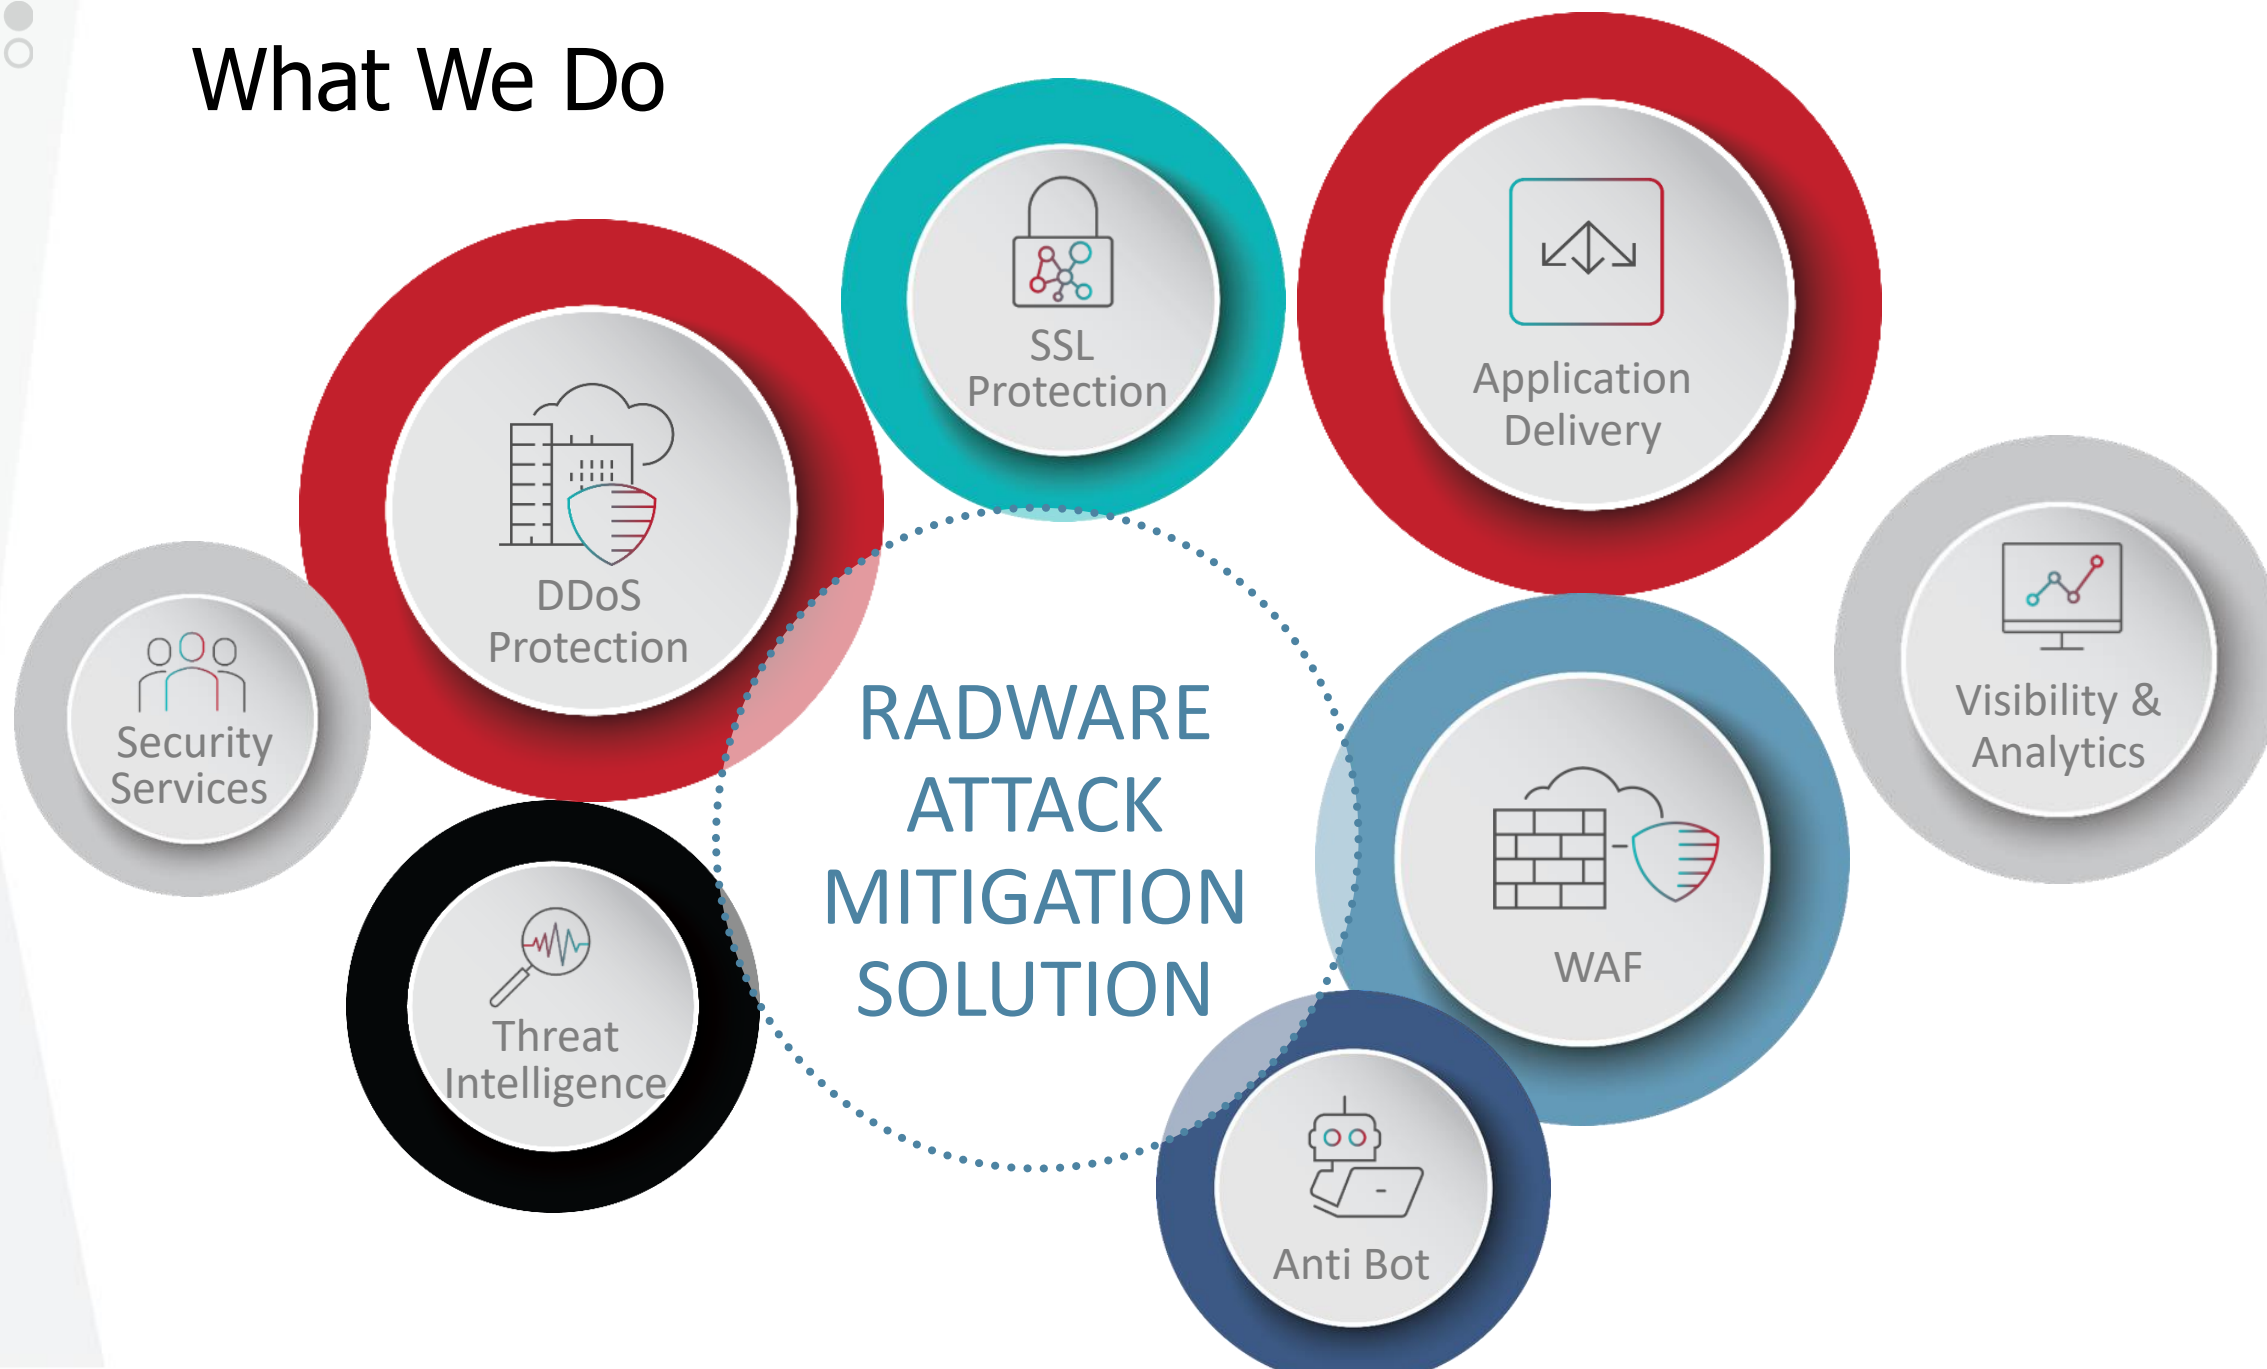 What We Do
SSL
Protection
Application
Delivery
DDoS
Protection
Security
Services
RADWARE
ATTACK
MITIGATION
SOLUTION
Visibility &
Analytics
WAF
Threat
Intelligence
Anti Bot